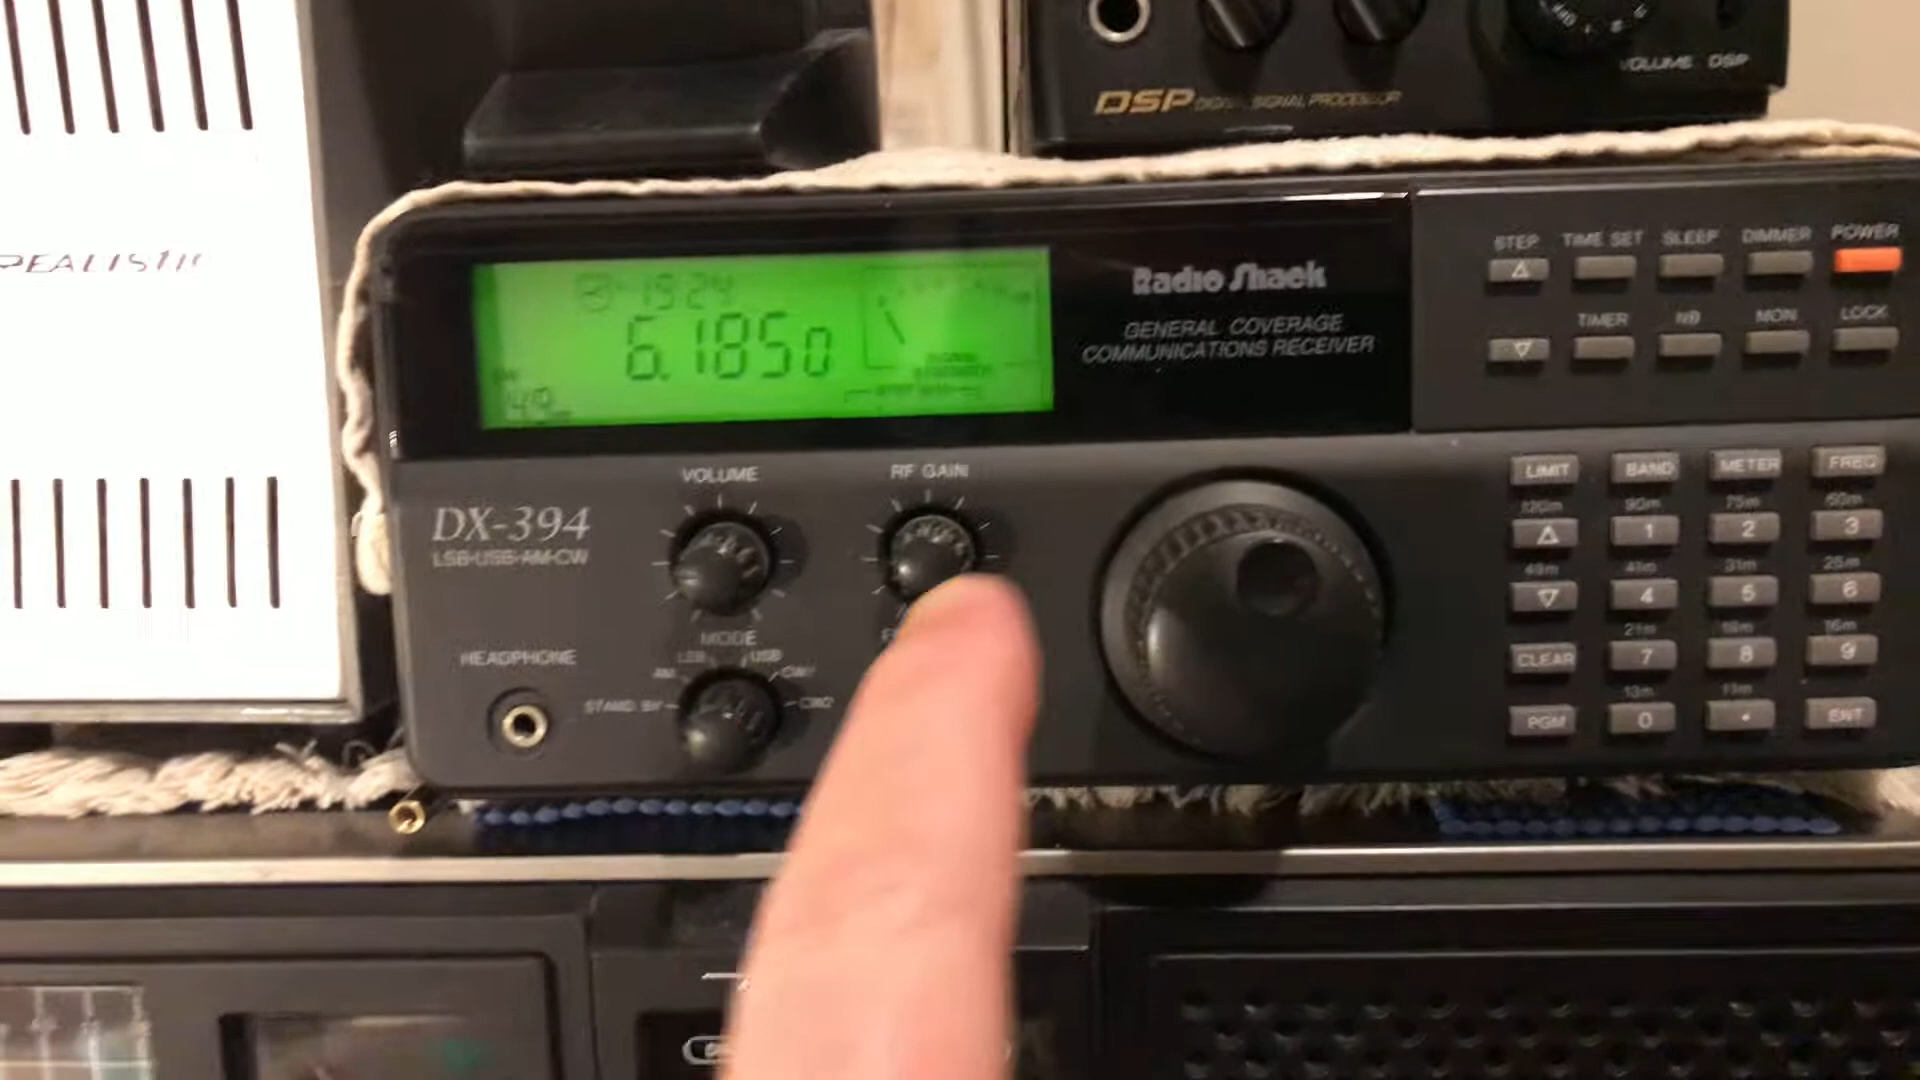 REALISTIC
DSP DIGITAL SIGNAL PROCESSOR
VOLUME DSP
19:24
6.1850
49m
Radio Shack
GENERAL COVERAGE
COMMUNICATIONS RECEIVER
STEP TIME SET SLEEP DIMMER POWER
TIMER NB MON LOCK
DX-394
LSB-USB-AM-CW
VOLUME
RF GAIN
HEADPHONE
MODE
STAND BY AM LSB USB CW1 CW2
LIMIT BAND METER FREQ
120m 90m 75m 60m
1 2 3
49m 41m 31m 25m
4 5 6
21m 19m 16m
CLEAR 7 8 9
13m 11m
PGM 0 • ENT